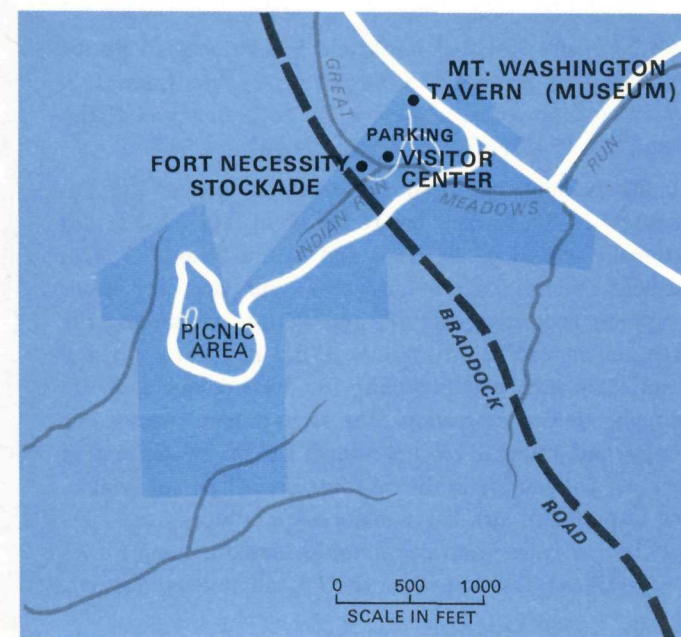 GREAT
MT. WASHINGTON
TAVERN (MUSEUM)
PARKING
VISITOR
CENTER
FORT NECESSITY
STOCKADE
INDIAN RUN
MEADOWS
RUN
PICNIC
AREA
BRADDOCK
ROAD
0 500 1000
SCALE IN FEET